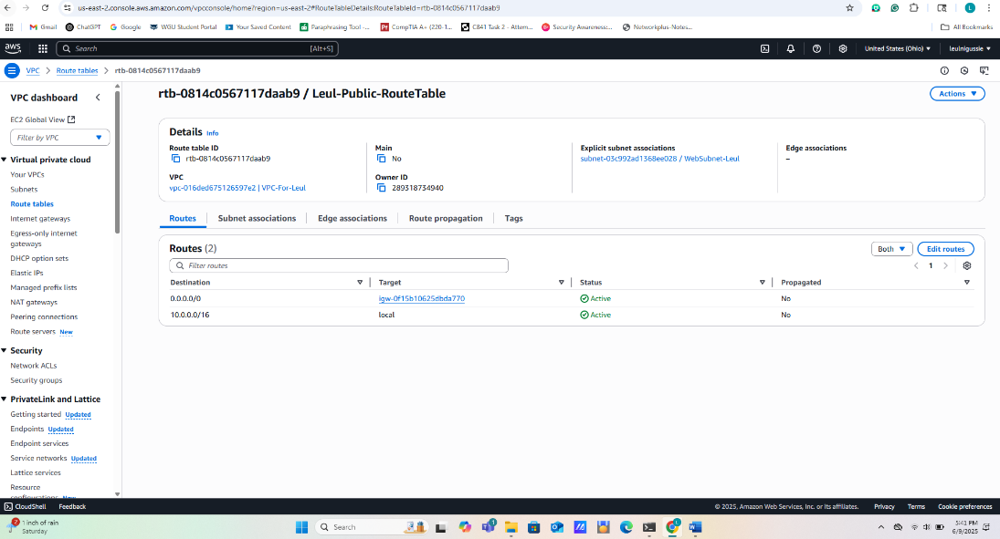 us-east-2.console.aws.amazon.com/vpcconsole/home?region=us-east-2#RouteTableDetails:RouteTableId=rtb-0814c0567117daab9
Gmail ChatGPT Google WGU Student Portal Your Saved Content Paraphrasing Tool -... CompTIA A+ (220-1... C841 Task 2 - Attem... Security Awareness:... Networkplus-Notes... All Bookmarks
aws Search [Alt+S] United States (Ohio) leulnigussie
VPC > Route tables > rtb-0814c0567117daab9
VPC dashboard
EC2 Global View
Filter by VPC
Virtual private cloud
Your VPCs
Subnets
Route tables
Internet gateways
Egress-only internet
gateways
DHCP option sets
Elastic IPs
Managed prefix lists
NAT gateways
Peering connections
Route servers New
Security
Network ACLs
Security groups
PrivateLink and Lattice
Getting started Updated
Endpoints Updated
Endpoint services
Service networks Updated
Lattice services
Resource
configurations New
rtb-0814c0567117daab9 / Leul-Public-RouteTable
Actions
Details Info
Route table ID
rtb-0814c0567117daab9
Main
No
Explicit subnet associations
subnet-03c992ad1368ee028 / WebSubnet-Leul
Edge associations
–
VPC
vpc-016ded675126597e2 | VPC-For-Leul
Owner ID
289318734940
Routes Subnet associations Edge associations Route propagation Tags
Routes (2)
Both Edit routes
Filter routes
1
Destination Target Status Propagated
0.0.0.0/0 igw-0f15b10625dbda770 Active No
10.0.0.0/16 local Active No
CloudShell Feedback © 2025, Amazon Web Services, Inc. or its affiliates. Privacy Terms Cookie preferences
2 1 inch of rain
Saturday
Search
1
5:41 PM
6/9/2025